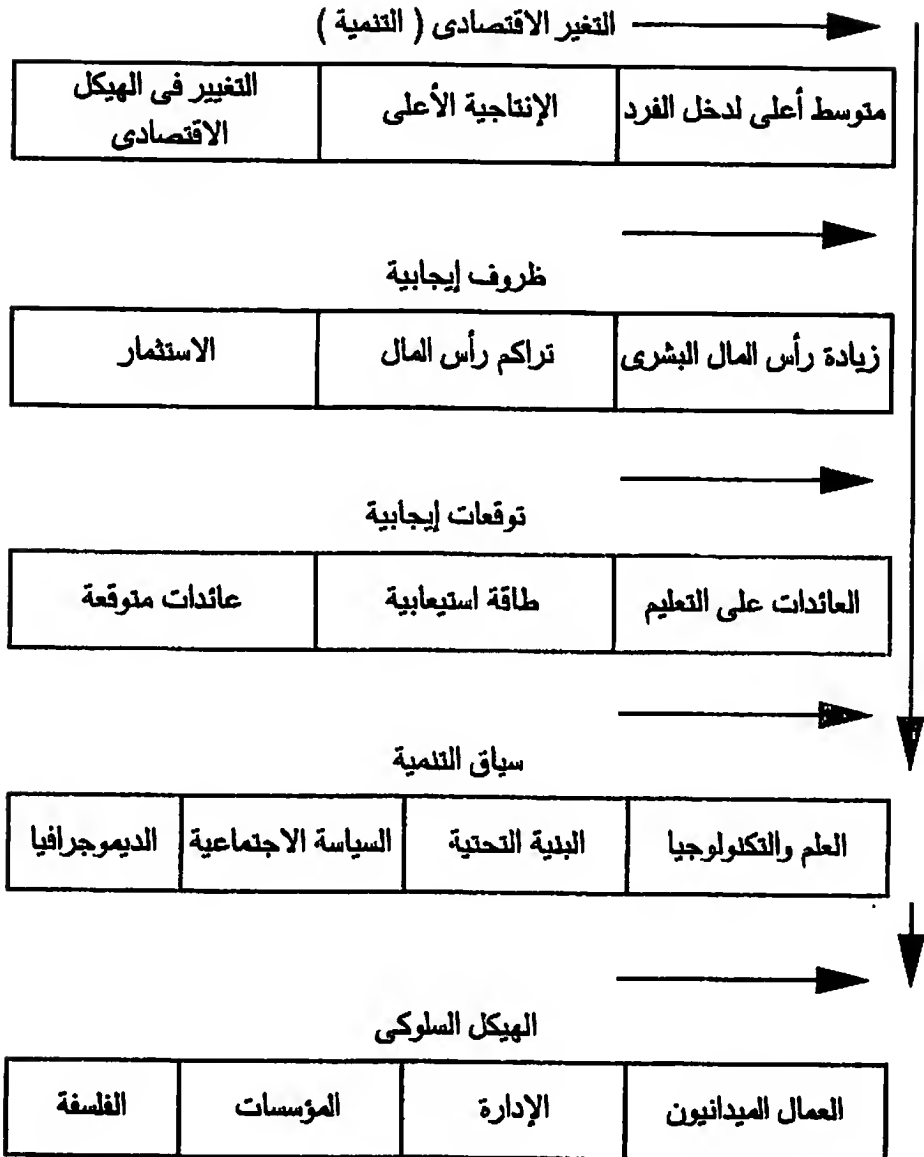 التغير الاقتصادى ( التنمية )
متوسط أعلى لدخل الفرد
الإنتاجية الأعلى
التغيير فى الهيكل
الاقتصادى
ظروف إيجابية
زيادة رأس المال البشرى
تراكم رأس المال
الاستثمار
توقعات إيجابية
العائدات على التعليم
طاقة استيعابية
عائدات متوقعة
سياق التنمية
العلم والتكنولوجيا
البنية التحتية
السياسة الاجتماعية
الديموجرافيا
الهيكل السلوكى
العمال الميدانيون
الإدارة
المؤسسات
الفلسفة